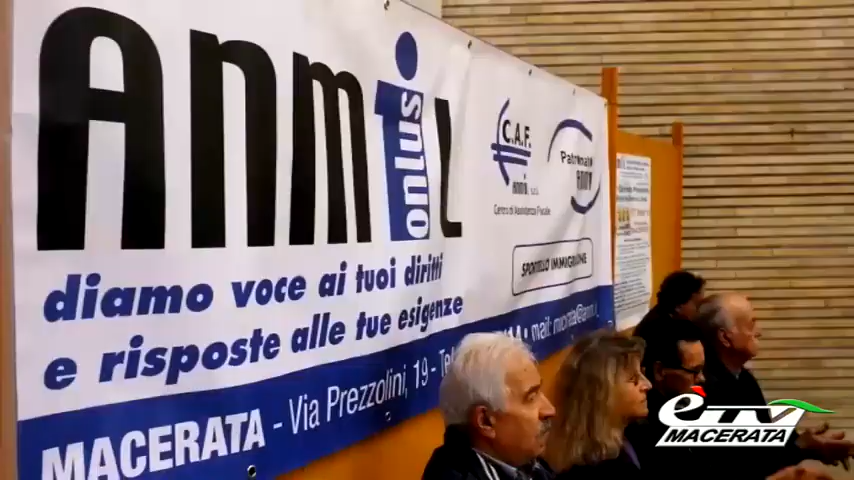 ANMIL
onlus
diamo voce ai tuoi diritti
e risposte alle tue esigenze
MACERATA - Via Prezzolini, 19 - Tel
mail:
C.A.F.
ANMIL s.r.l.
Centro di Assistenza Fiscale
Patronato
ANMIL
SPORTELLO IMMIGRAZIONE
eTV
MACERATA